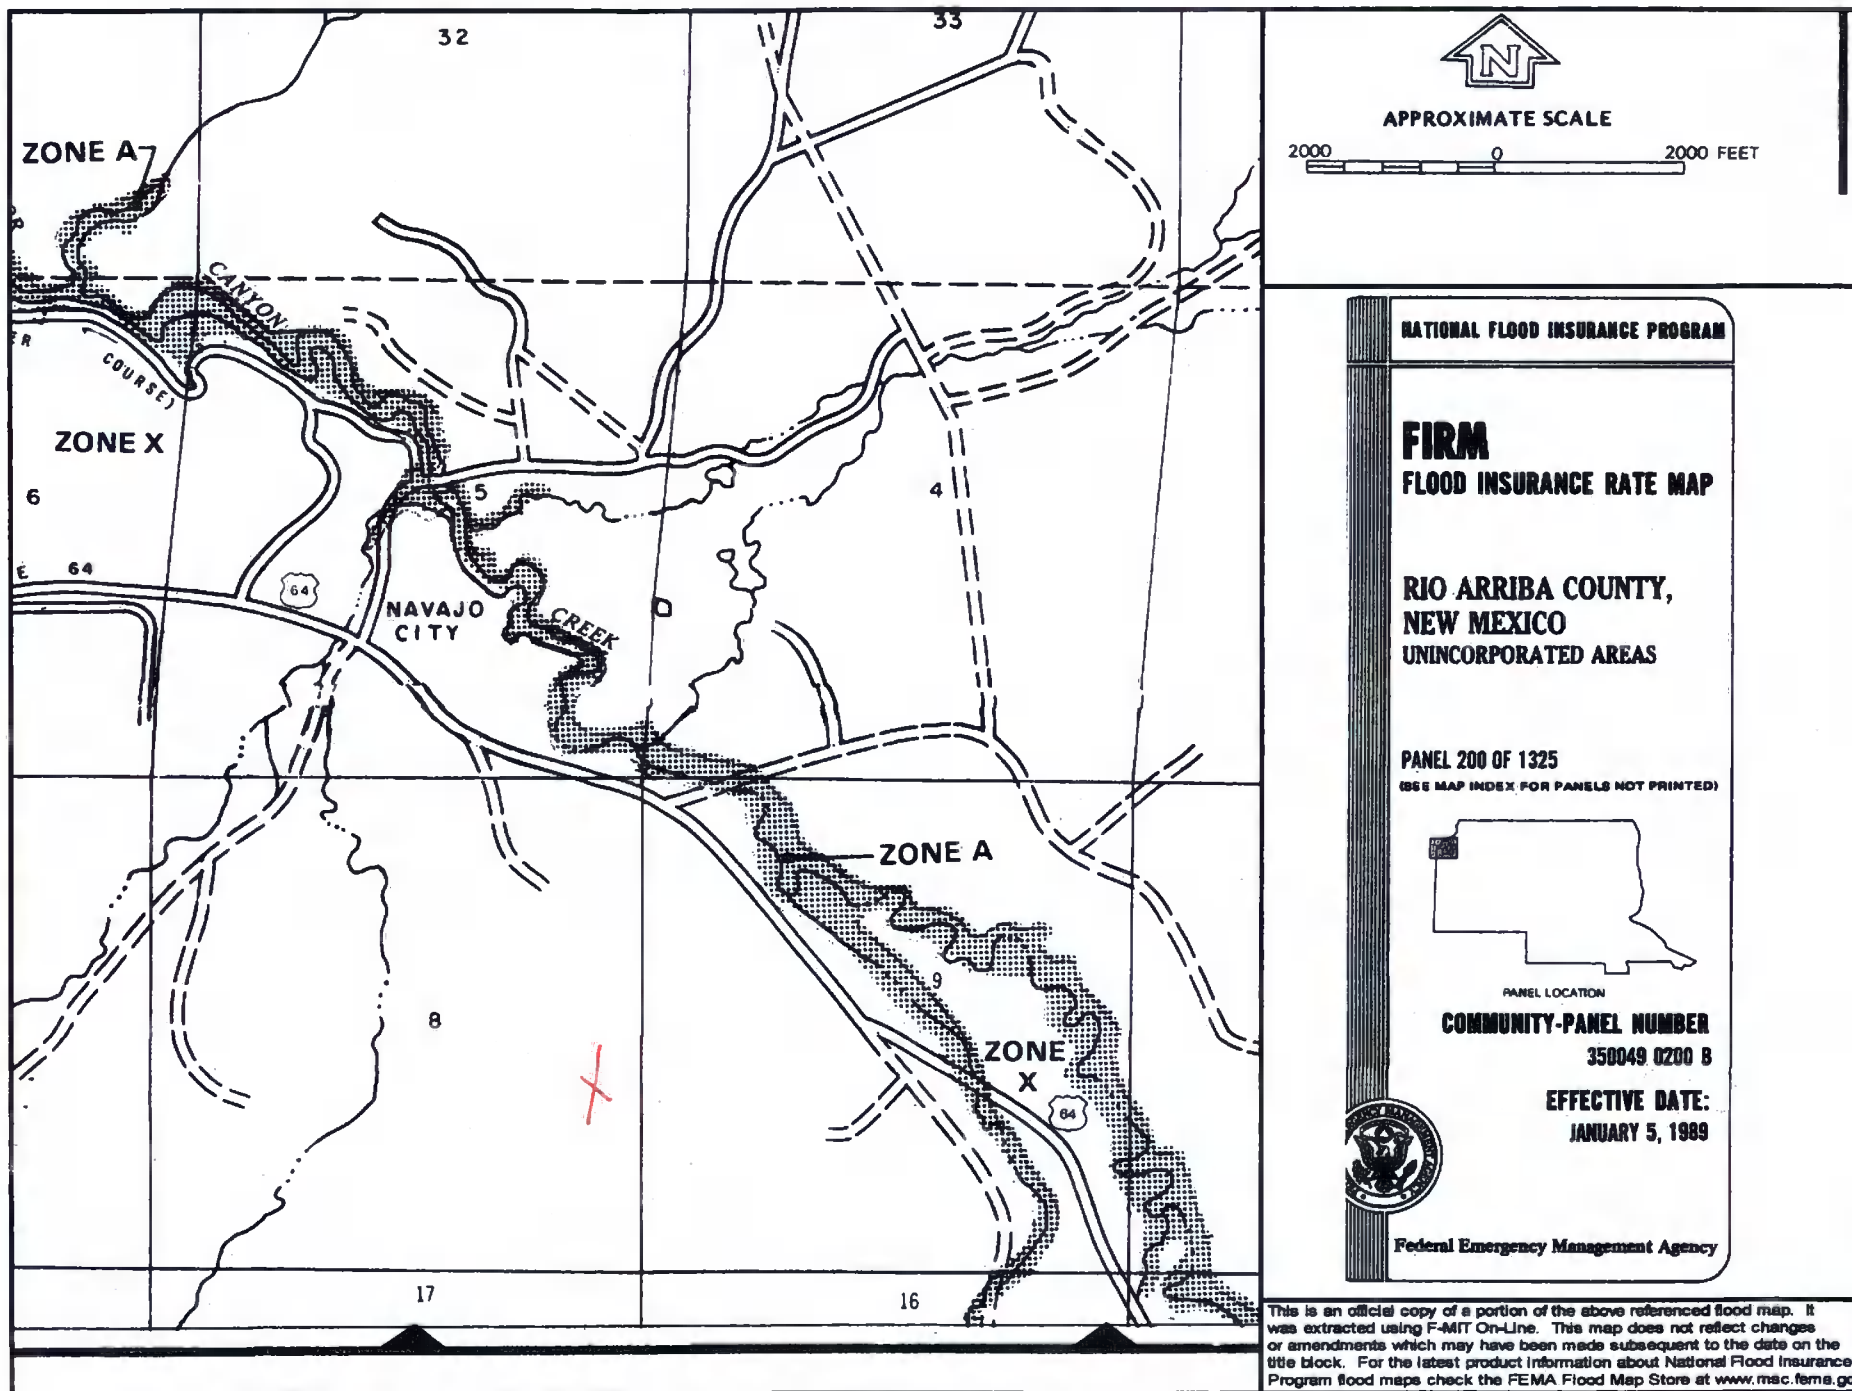 32
33
ZONE A
CANYON
COURSE)
ZONE X
6
5
4
64
64
NAVAJO
CITY
CREEK
ZONE A
9
8
ZONE
X
64
17
16
N
APPROXIMATE SCALE
2000 0 2000 FEET
NATIONAL FLOOD INSURANCE PROGRAM
FIRM
FLOOD INSURANCE RATE MAP
RIO ARRIBA COUNTY,
NEW MEXICO
UNINCORPORATED AREAS
PANEL 200 OF 1325
(SEE MAP INDEX FOR PANELS NOT PRINTED)
PANEL LOCATION
COMMUNITY-PANEL NUMBER
350049 0200 B
EFFECTIVE DATE:
JANUARY 5, 1989
Federal Emergency Management Agency
This is an official copy of a portion of the above referenced flood map. It
was extracted using F-MIT On-Line. This map does not reflect changes
or amendments which may have been made subsequent to the date on the
title block. For the latest product information about National Flood Insurance
Program flood maps check the FEMA Flood Map Store at www.msc.fema.go